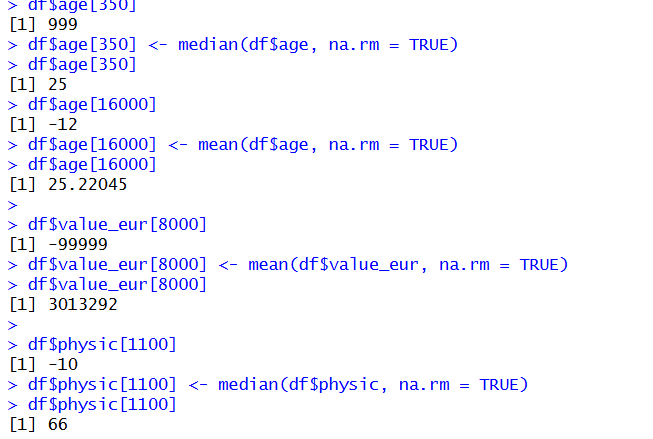 > df$age[350]
[1] 999
> df$age[350] <- median(df$age, na.rm = TRUE)
> df$age[350]
[1] 25
> df$age[16000]
[1] -12
> df$age[16000] <- mean(df$age, na.rm = TRUE)
> df$age[16000]
[1] 25.22045
>
> df$value_eur[8000]
[1] -99999
> df$value_eur[8000] <- mean(df$value_eur, na.rm = TRUE)
> df$value_eur[8000]
[1] 3013292
>
> df$physic[1100]
[1] -10
> df$physic[1100] <- median(df$physic, na.rm = TRUE)
> df$physic[1100]
[1] 66